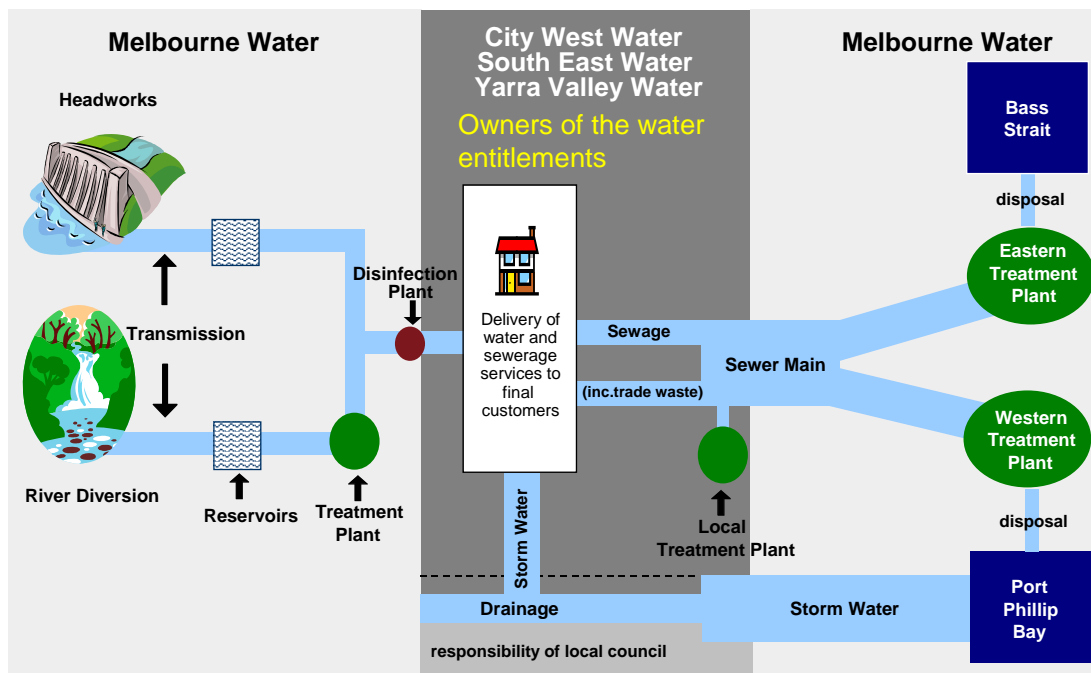 Melbourne Water
City West Water
South East Water
Yarra Valley Water
Melbourne Water
Owners of the water
entitlements
Headworks
Bass
Strait
disposal
Disinfection
Plant
Eastern
Treatment
Plant
Transmission
Delivery of
water and
sewerage
services to
final
customers
Sewage
(inc.trade waste)
Sewer Main
Western
Treatment
Plant
River Diversion
Reservoirs
Treatment
Plant
Storm Water
Local
Treatment Plant
disposal
Drainage
Storm Water
Port
Phillip
Bay
responsibility of local council